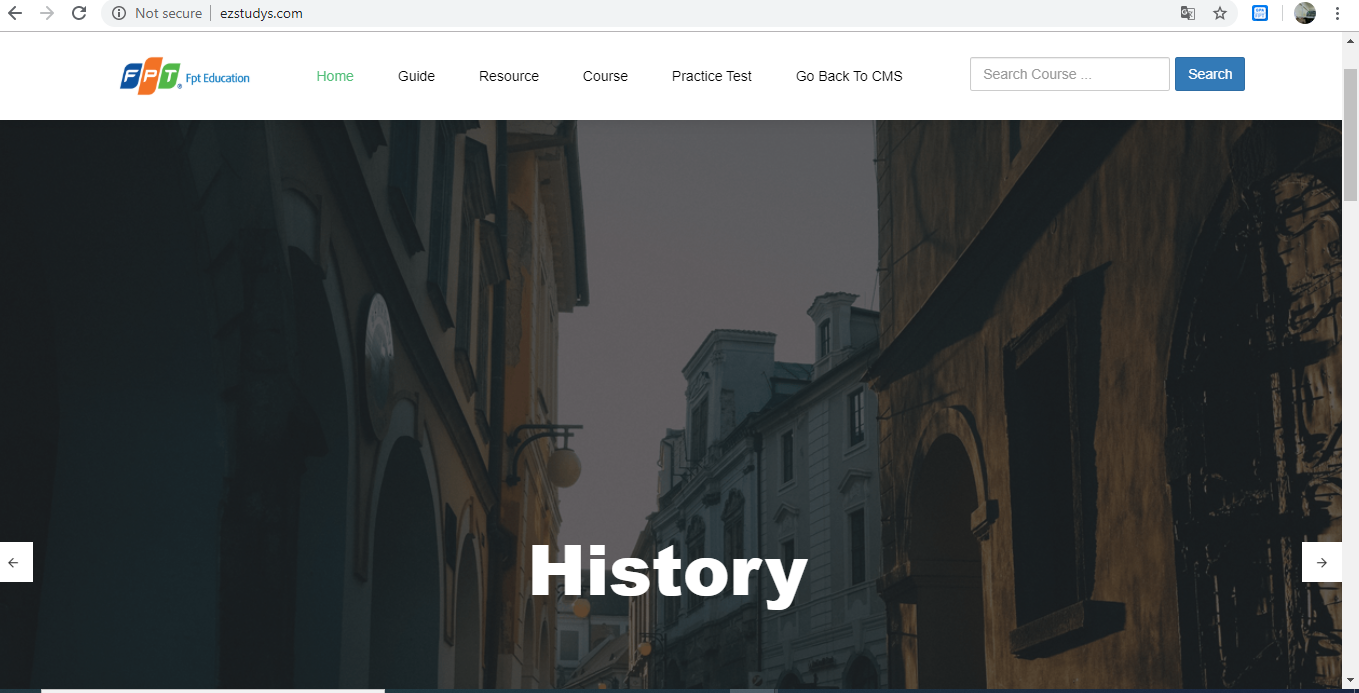 Not secure ezstudys.com
FPT® Fpt Education Home Guide Resource Course Practice Test Go Back To CMS Search Course ... Search
History